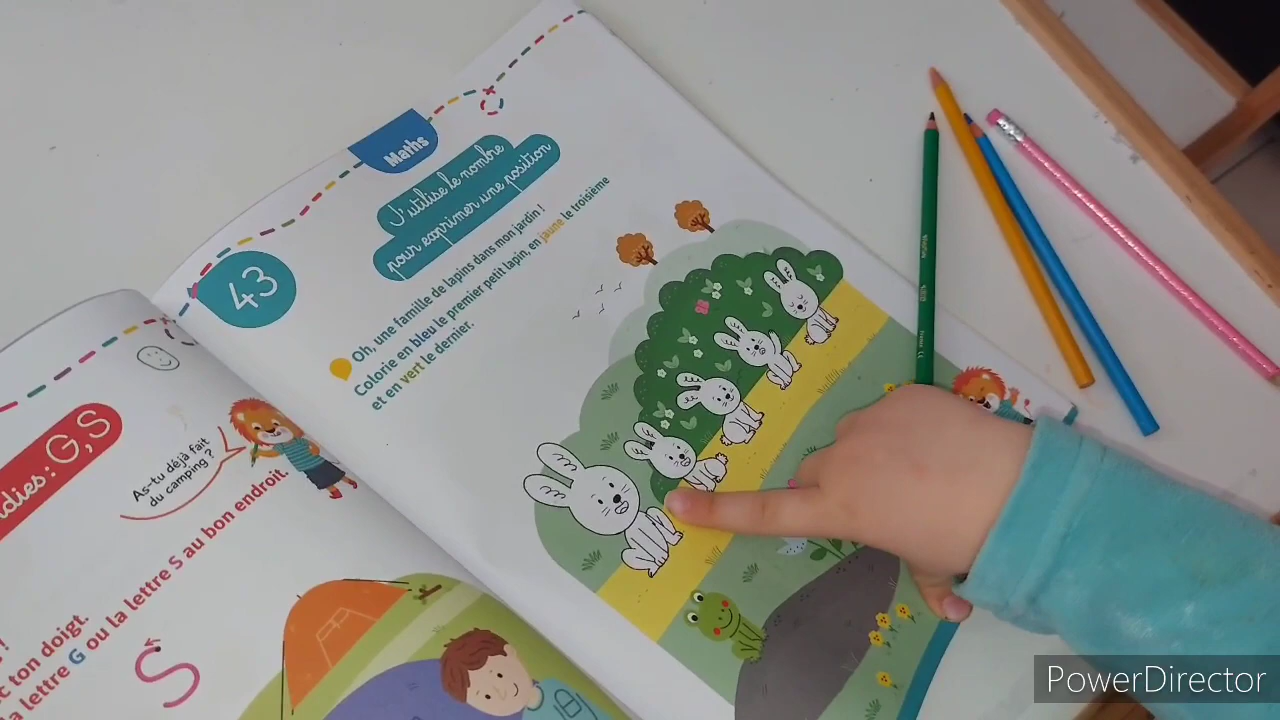 Maths
J'utilise le nombre
pour exprimer une position
43
Oh, une famille de lapins dans mon jardin !
Colorie en bleu le premier petit lapin, en jaune le troisième
et en vert le dernier.
dies : G, S
As-tu déjà fait
du camping ?
S au bon endroit.
ton doigt.
la lettre G ou la lettre
S
PowerDirector